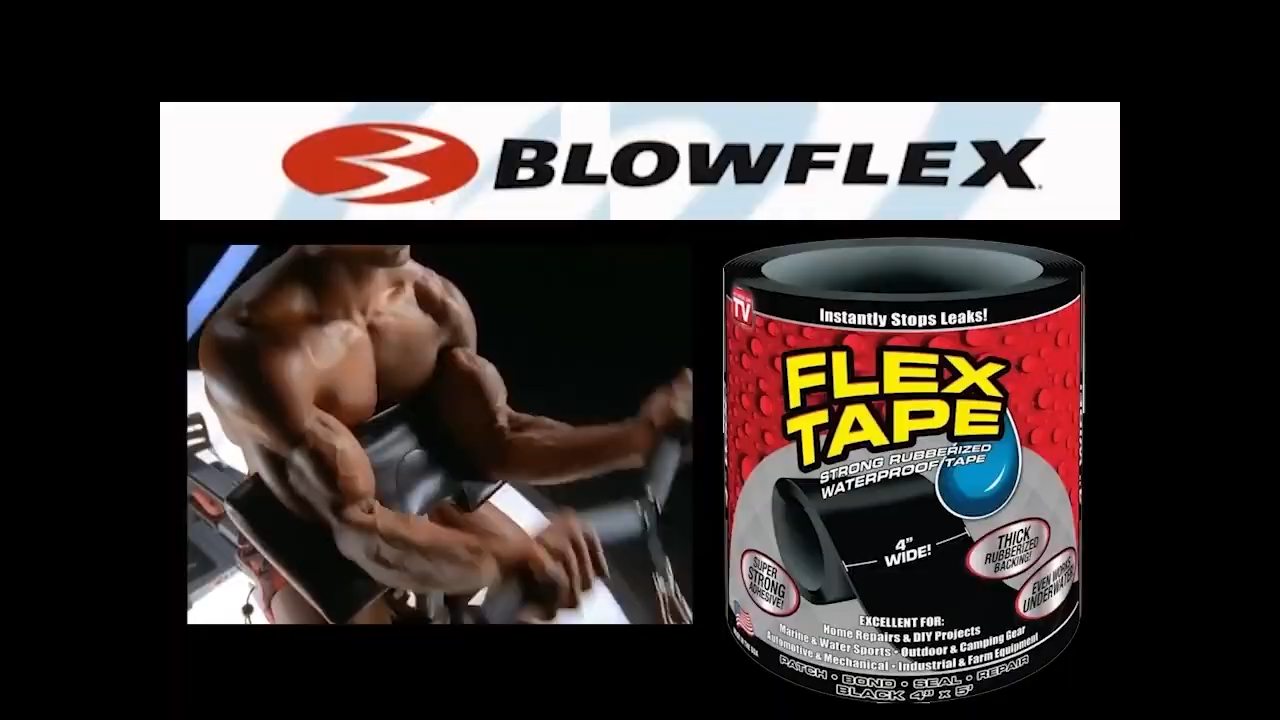 BLOWFLEX
TV
Instantly Stops Leaks!
FLEX
TAPE
STRONG RUBBERIZED
WATERPROOF TAPE
4"
WIDE!
THICK
RUBBERIZED
BACKING!
SUPER
STRONG
ADHESIVE!
EVEN WORKS
UNDERWATER!
EXCELLENT FOR:
Home Repairs & DIY Projects
Marine & Water Sports • Outdoor & Camping Gear
Automotive & Mechanical • Industrial & Farm Equipment
PATCH • BOND • SEAL • REPAIR
BLACK 4" x 5'